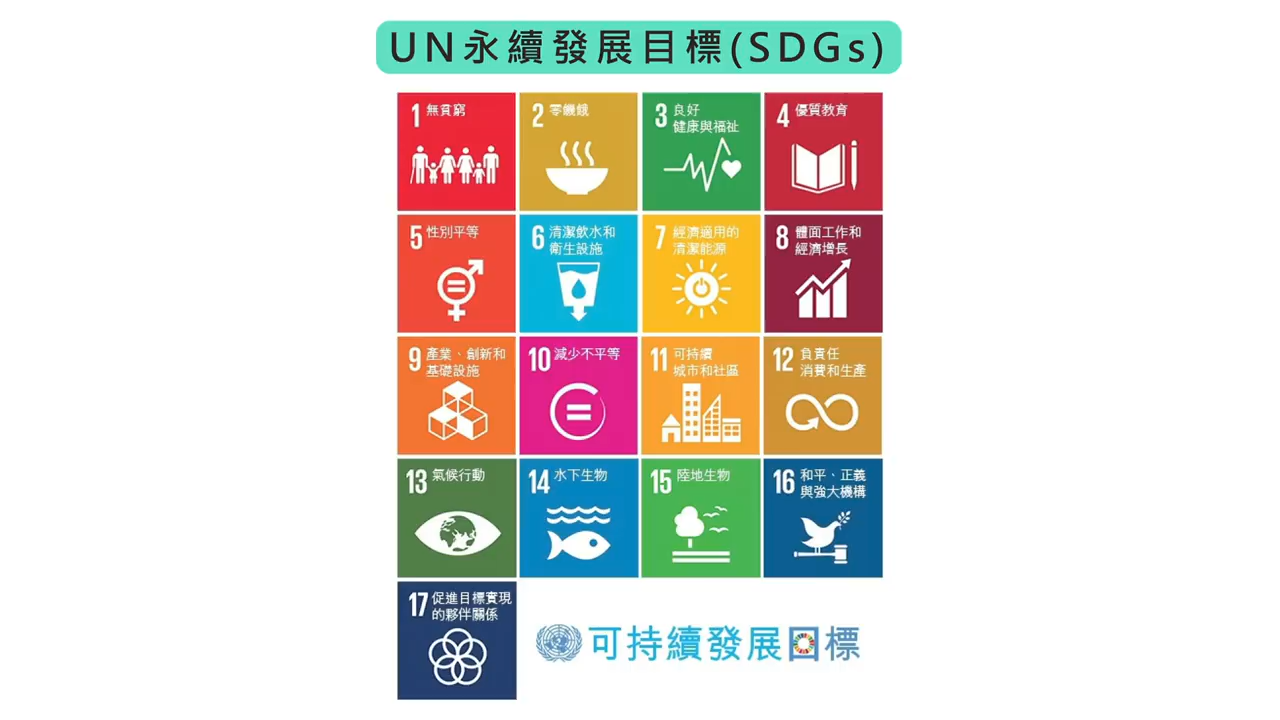 UN永續發展目標(SDGs)
1 無貧窮
2 零饑餓
3 良好
健康與福祉
4 優質教育
5 性別平等
6 清潔飲水和
衛生設施
7 經濟適用的
清潔能源
8 體面工作和
經濟增長
9 產業、創新和
基礎設施
10 減少不平等
11 可持續
城市和社區
12 負責任
消費和生產
13 氣候行動
14 水下生物
15 陸地生物
16 和平、正義
與強大機構
17 促進目標實現
的夥伴關係
可持續發展目標